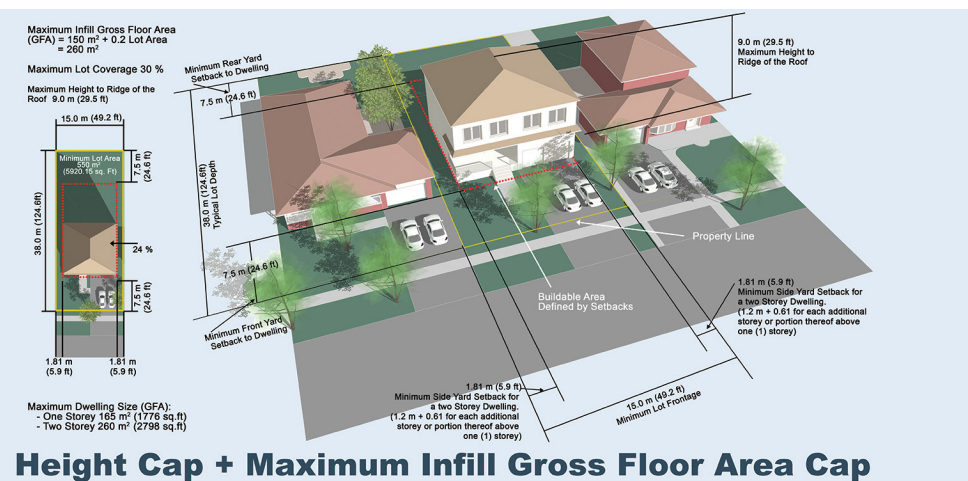 Maximum Infill Gross Floor Area
(GFA) = 150 m² + 0.2 Lot Area
= 260 m²
Maximum Lot Coverage 30 %
Maximum Height to Ridge of the
Roof 9.0 m (29.5 ft)
15.0 m (49.2 ft)
Minimum Lot Area
550 m²
(5920.15 sq. Ft)
7.5 m
(24.6 ft)
38.0 m (124.6ft)
24 %
7.5 m
(24.6 ft)
1.81 m
(5.9 ft)
1.81 m
(5.9 ft)
Maximum Dwelling Size (GFA):
- One Storey 165 m² (1776 sq.ft)
- Two Storey 260 m² (2798 sq.ft)
Minimum Rear Yard
Setback to Dwelling
7.5 m (24.6 ft)
38.0 m (124.6ft)
Typical Lot Depth
7.5 m (24.6 ft)
Minimum Front Yard
Setback to Dwelling
9.0 m (29.5 ft)
Maximum Height to
Ridge of the Roof
Property Line
Buildable Area
Defined by Setbacks
1.81 m (5.9 ft)
Minimum Side Yard Setback for
a two Storey Dwelling.
(1.2 m + 0.61 for each additional
storey or portion thereof above
one (1) storey)
1.81 m (5.9 ft)
Minimum Side Yard Setback for
a two Storey Dwelling.
(1.2 m + 0.61 for each additional
storey or portion thereof above
one (1) storey)
15.0 m (49.2 ft)
Minimum Lot Frontage
Height Cap + Maximum Infill Gross Floor Area Cap